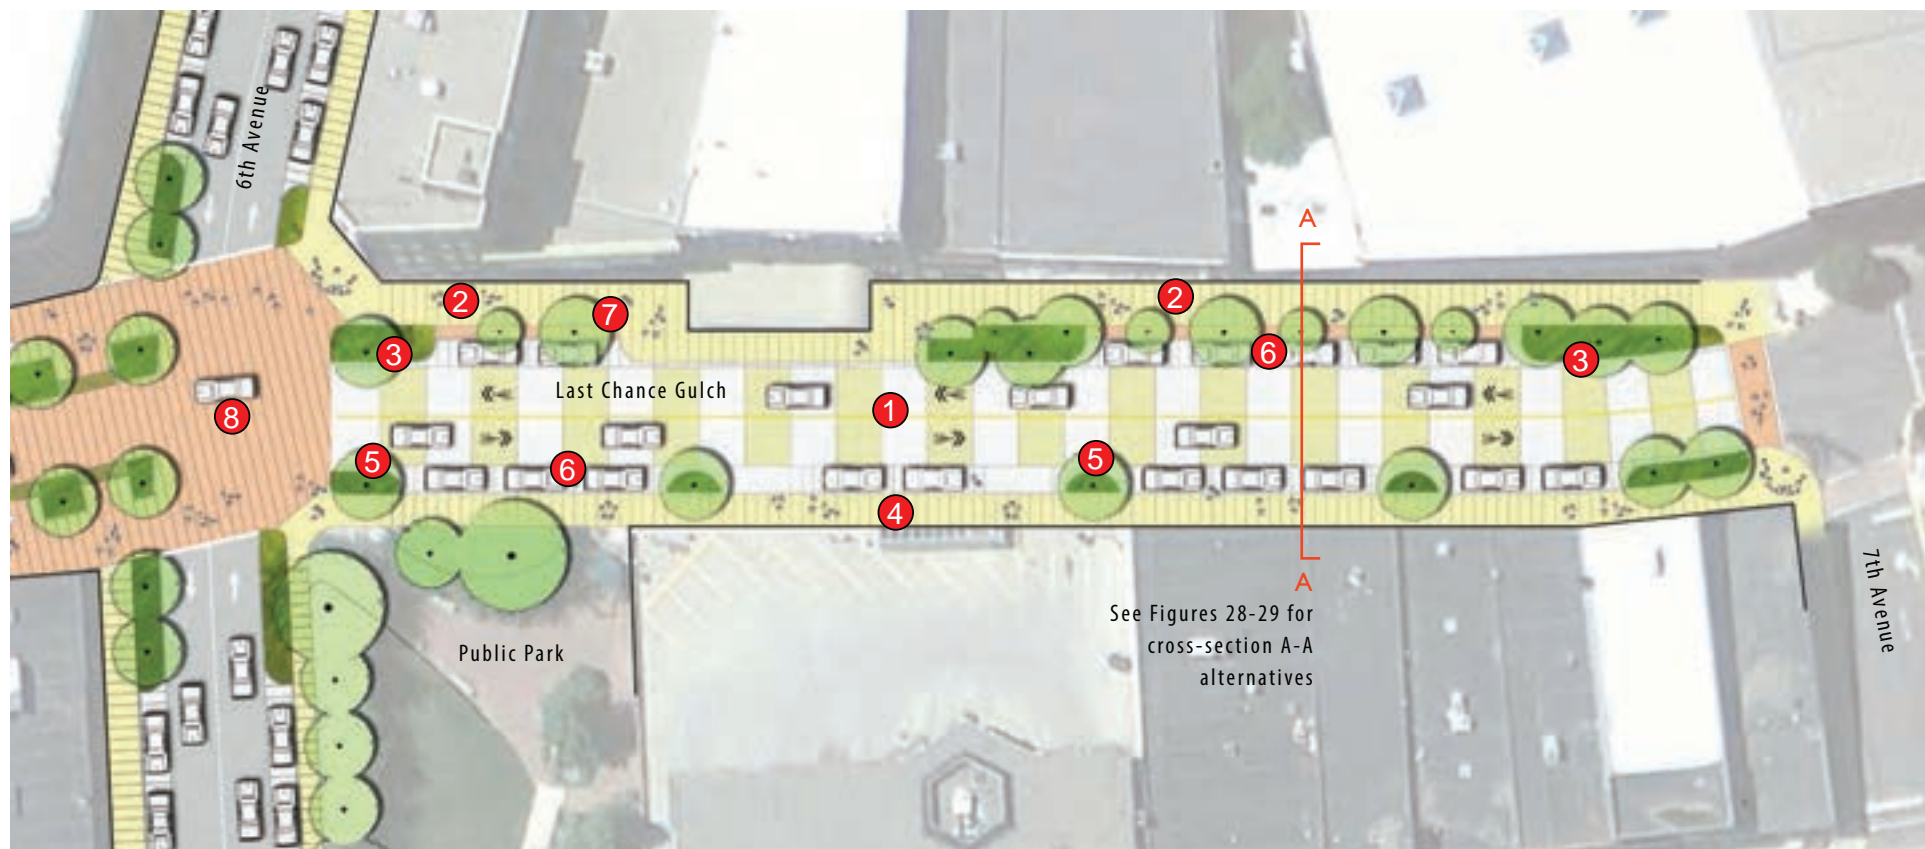 6th Avenue
A
2
2
7
3
6
3
Last Chance Gulch
1
8
5
5
6
4
A
See Figures 28-29 for
cross-section A-A
alternatives
Public Park
7th Avenue